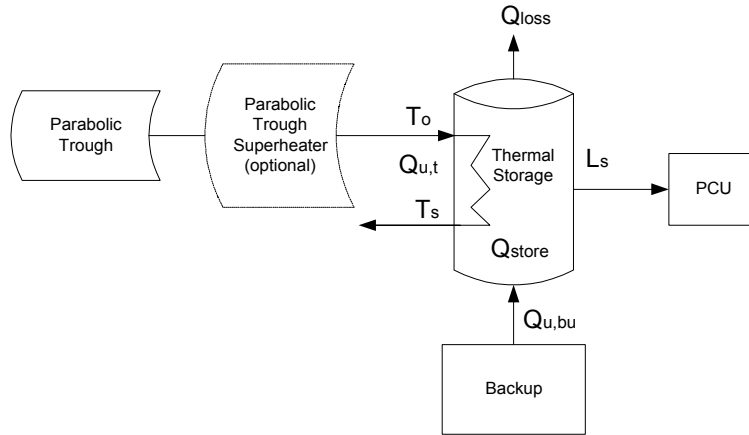 Qloss
Parabolic
Trough
Parabolic
Trough
Superheater
(optional)
To
Qu,t
Ts
Thermal
Storage
Qstore
Ls
PCU
Qu,bu
Backup